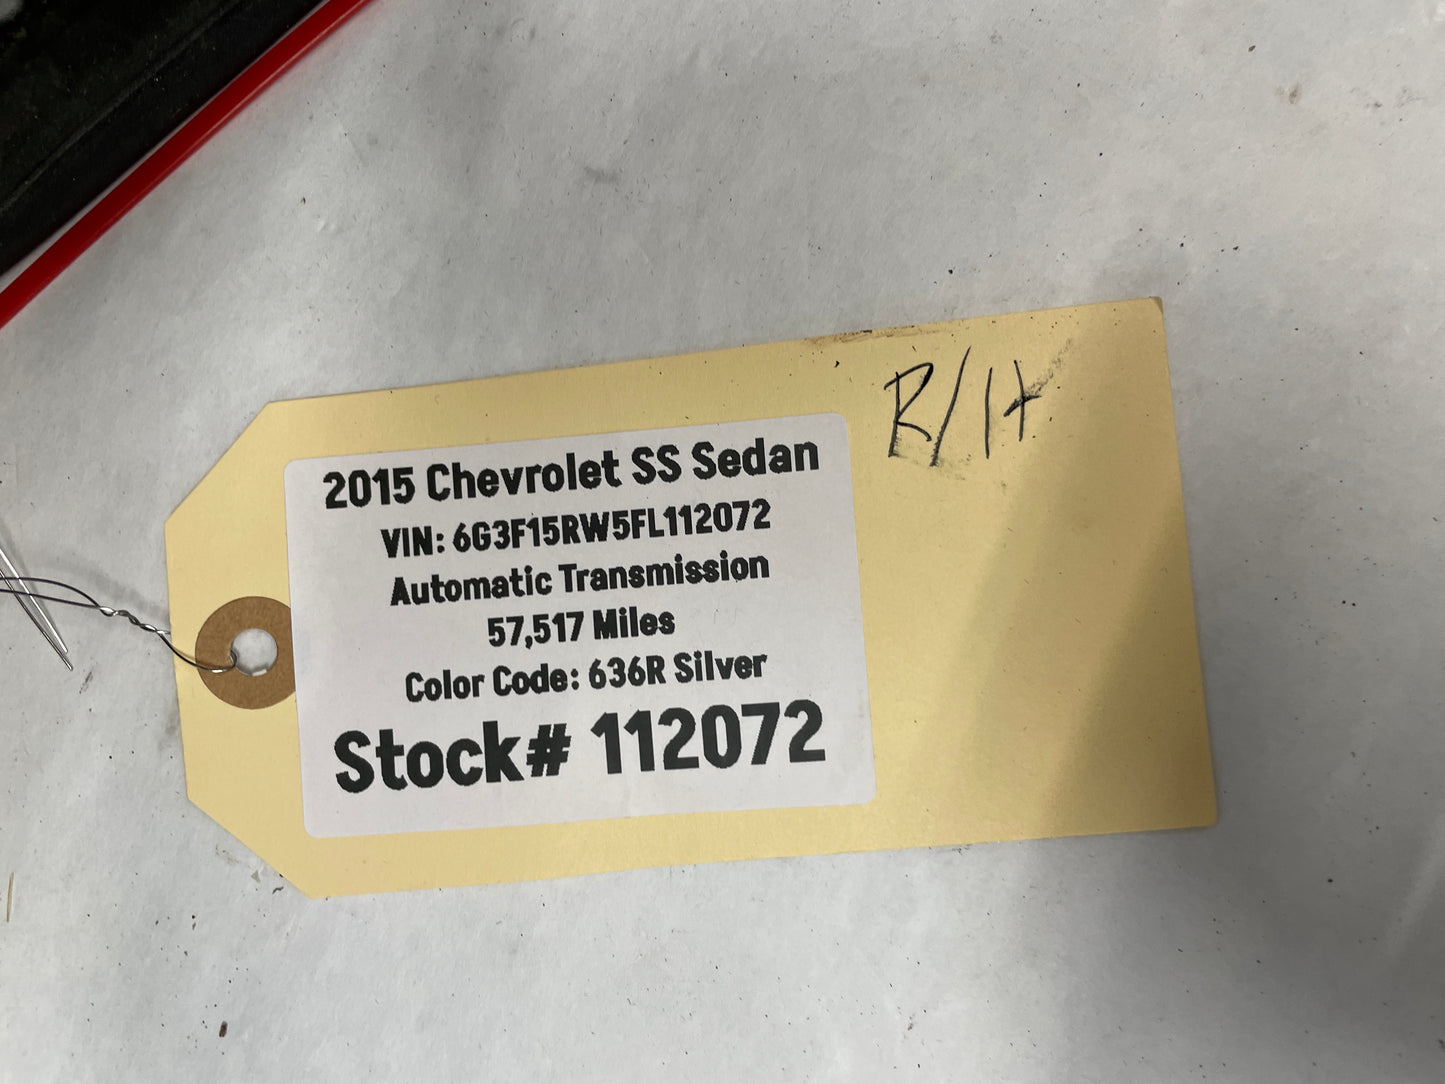 2015 Chevrolet SS Sedan
VIN: 6G3F15RW5FL112072
Automatic Transmission
57,517 Miles
Color Code: 636R Silver
Stock# 112072
R/H